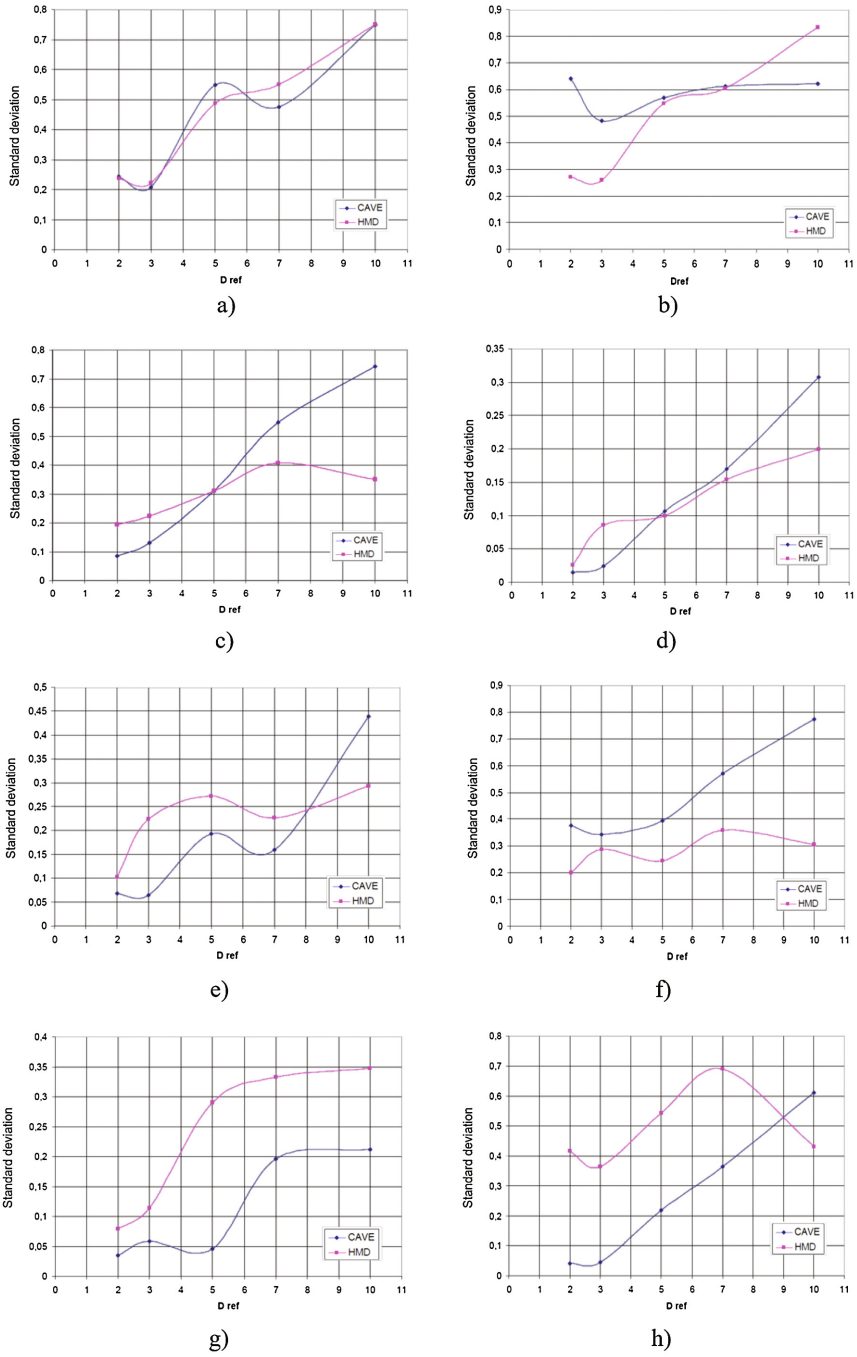 0,8
0,7
0,6
0,5
0,4
0,3
0,2
0,1
0
Standard deviation
CAVE
HMD
0 1 2 3 4 5 6 7 8 9 10 11
D ref
a)
0,9
0,8
0,7
0,6
0,5
0,4
0,3
0,2
0,1
0
Standard deviation
CAVE
HMD
0 1 2 3 4 5 6 7 8 9 10 11
Dref
b)
0,8
0,7
0,6
0,5
0,4
0,3
0,2
0,1
0
Standard deviation
CAVE
HMD
0 1 2 3 4 5 6 7 8 9 10 11
D ref
c)
0,35
0,3
0,25
0,2
0,15
0,1
0,05
0
Standard deviation
CAVE
HMD
0 1 2 3 4 5 6 7 8 9 10 11
D ref
d)
0,5
0,45
0,4
0,35
0,3
0,25
0,2
0,15
0,1
0,05
0
Standard deviation
CAVE
HMD
0 1 2 3 4 5 6 7 8 9 10 11
D ref
e)
0,9
0,8
0,7
0,6
0,5
0,4
0,3
0,2
0,1
0
Standard deviation
CAVE
HMD
0 1 2 3 4 5 6 7 8 9 10 11
D ref
f)
0,4
0,35
0,3
0,25
0,2
0,15
0,1
0,05
0
Standard deviation
CAVE
HMD
0 1 2 3 4 5 6 7 8 9 10 11
D ref
g)
0,8
0,7
0,6
0,5
0,4
0,3
0,2
0,1
0
Standard deviation
CAVE
HMD
0 1 2 3 4 5 6 7 8 9 10 11
D ref
h)